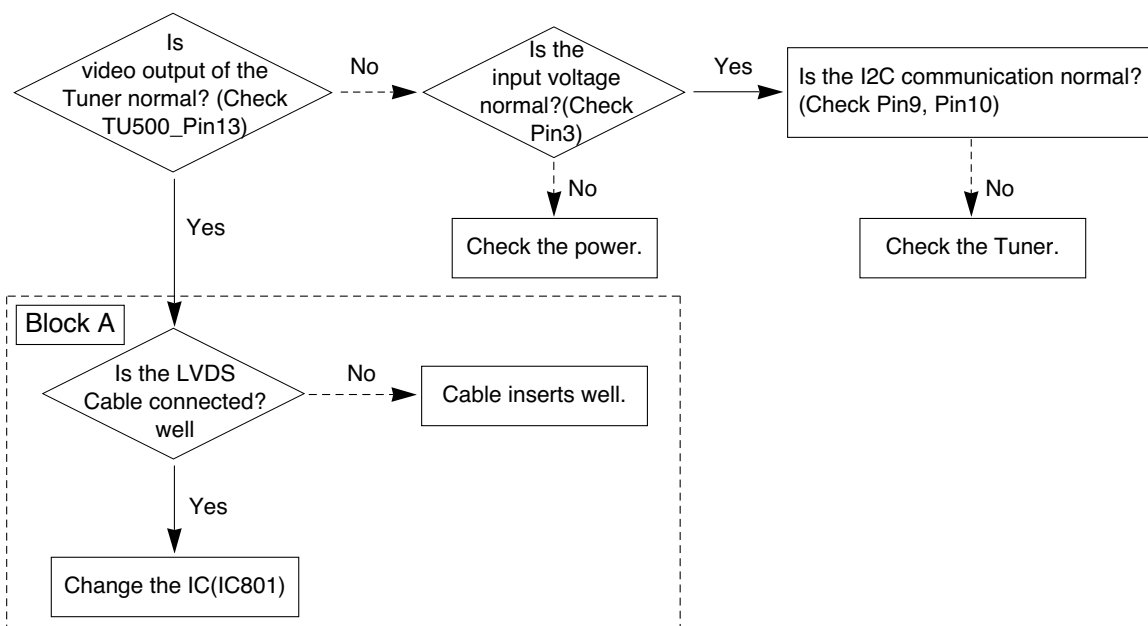 Is
video output of the
Tuner normal? (Check
TU500_Pin13)
No
Is the
input voltage
normal?(Check
Pin3)
Yes
Is the I2C communication normal?
(Check Pin9, Pin10)
No
Check the power.
No
Check the Tuner.
Yes
Block A
Is the LVDS
Cable connected?
well
No
Cable inserts well.
Yes
Change the IC(IC801)